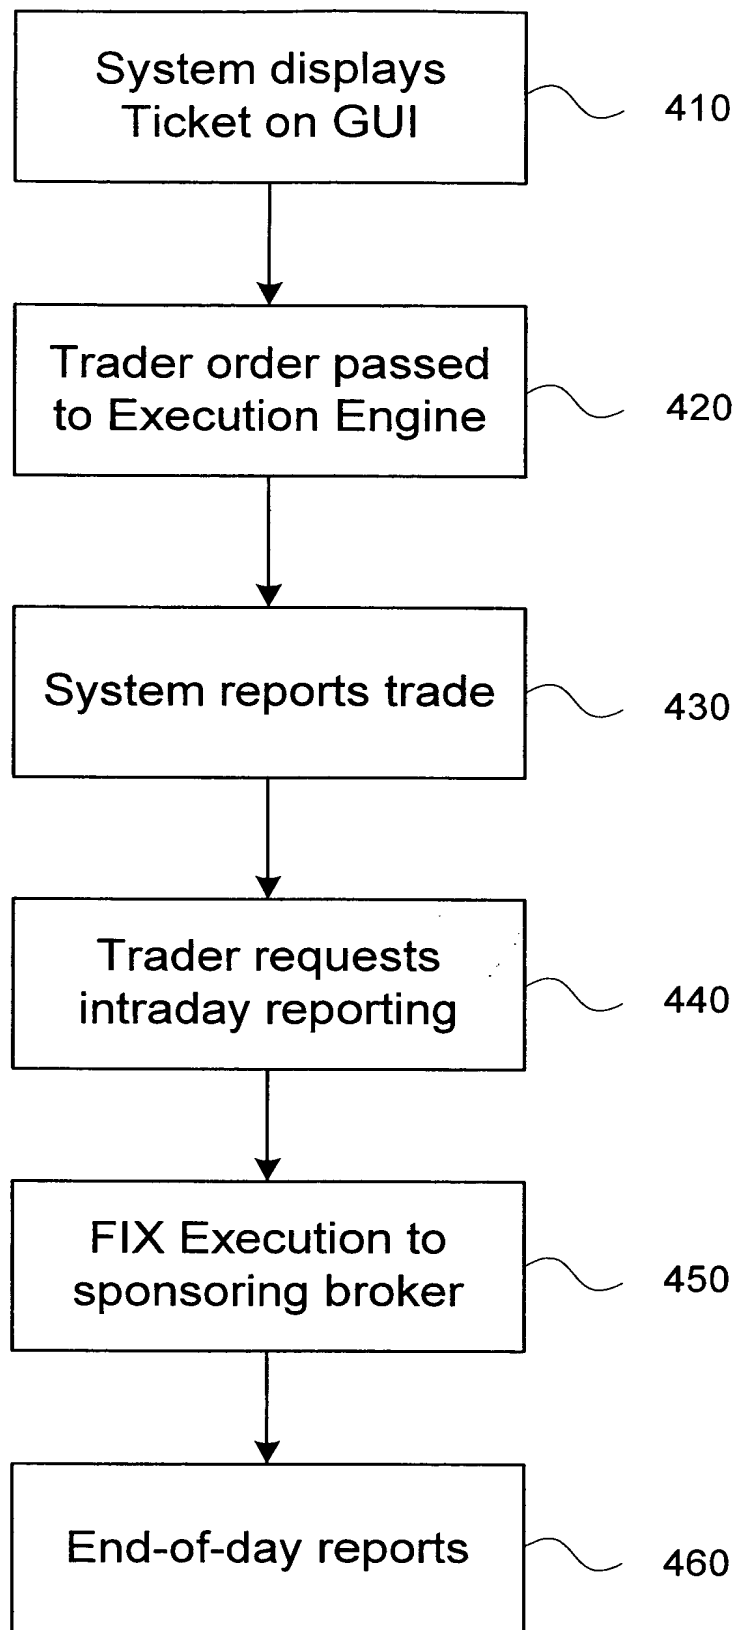 System displays
Ticket on GUI
410
Trader order passed
to Execution Engine
420
System reports trade
430
Trader requests
intraday reporting
440
FIX Execution to
sponsoring broker
450
End-of-day reports
460